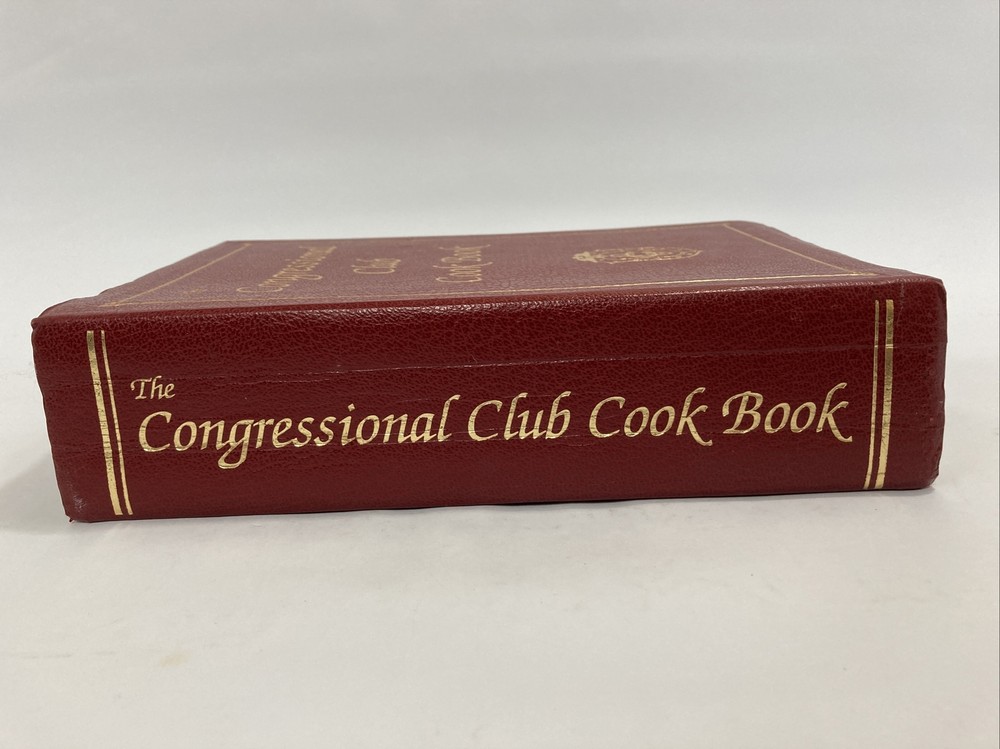 Congressional
Club
Cook Book
The
Congressional Club Cook Book